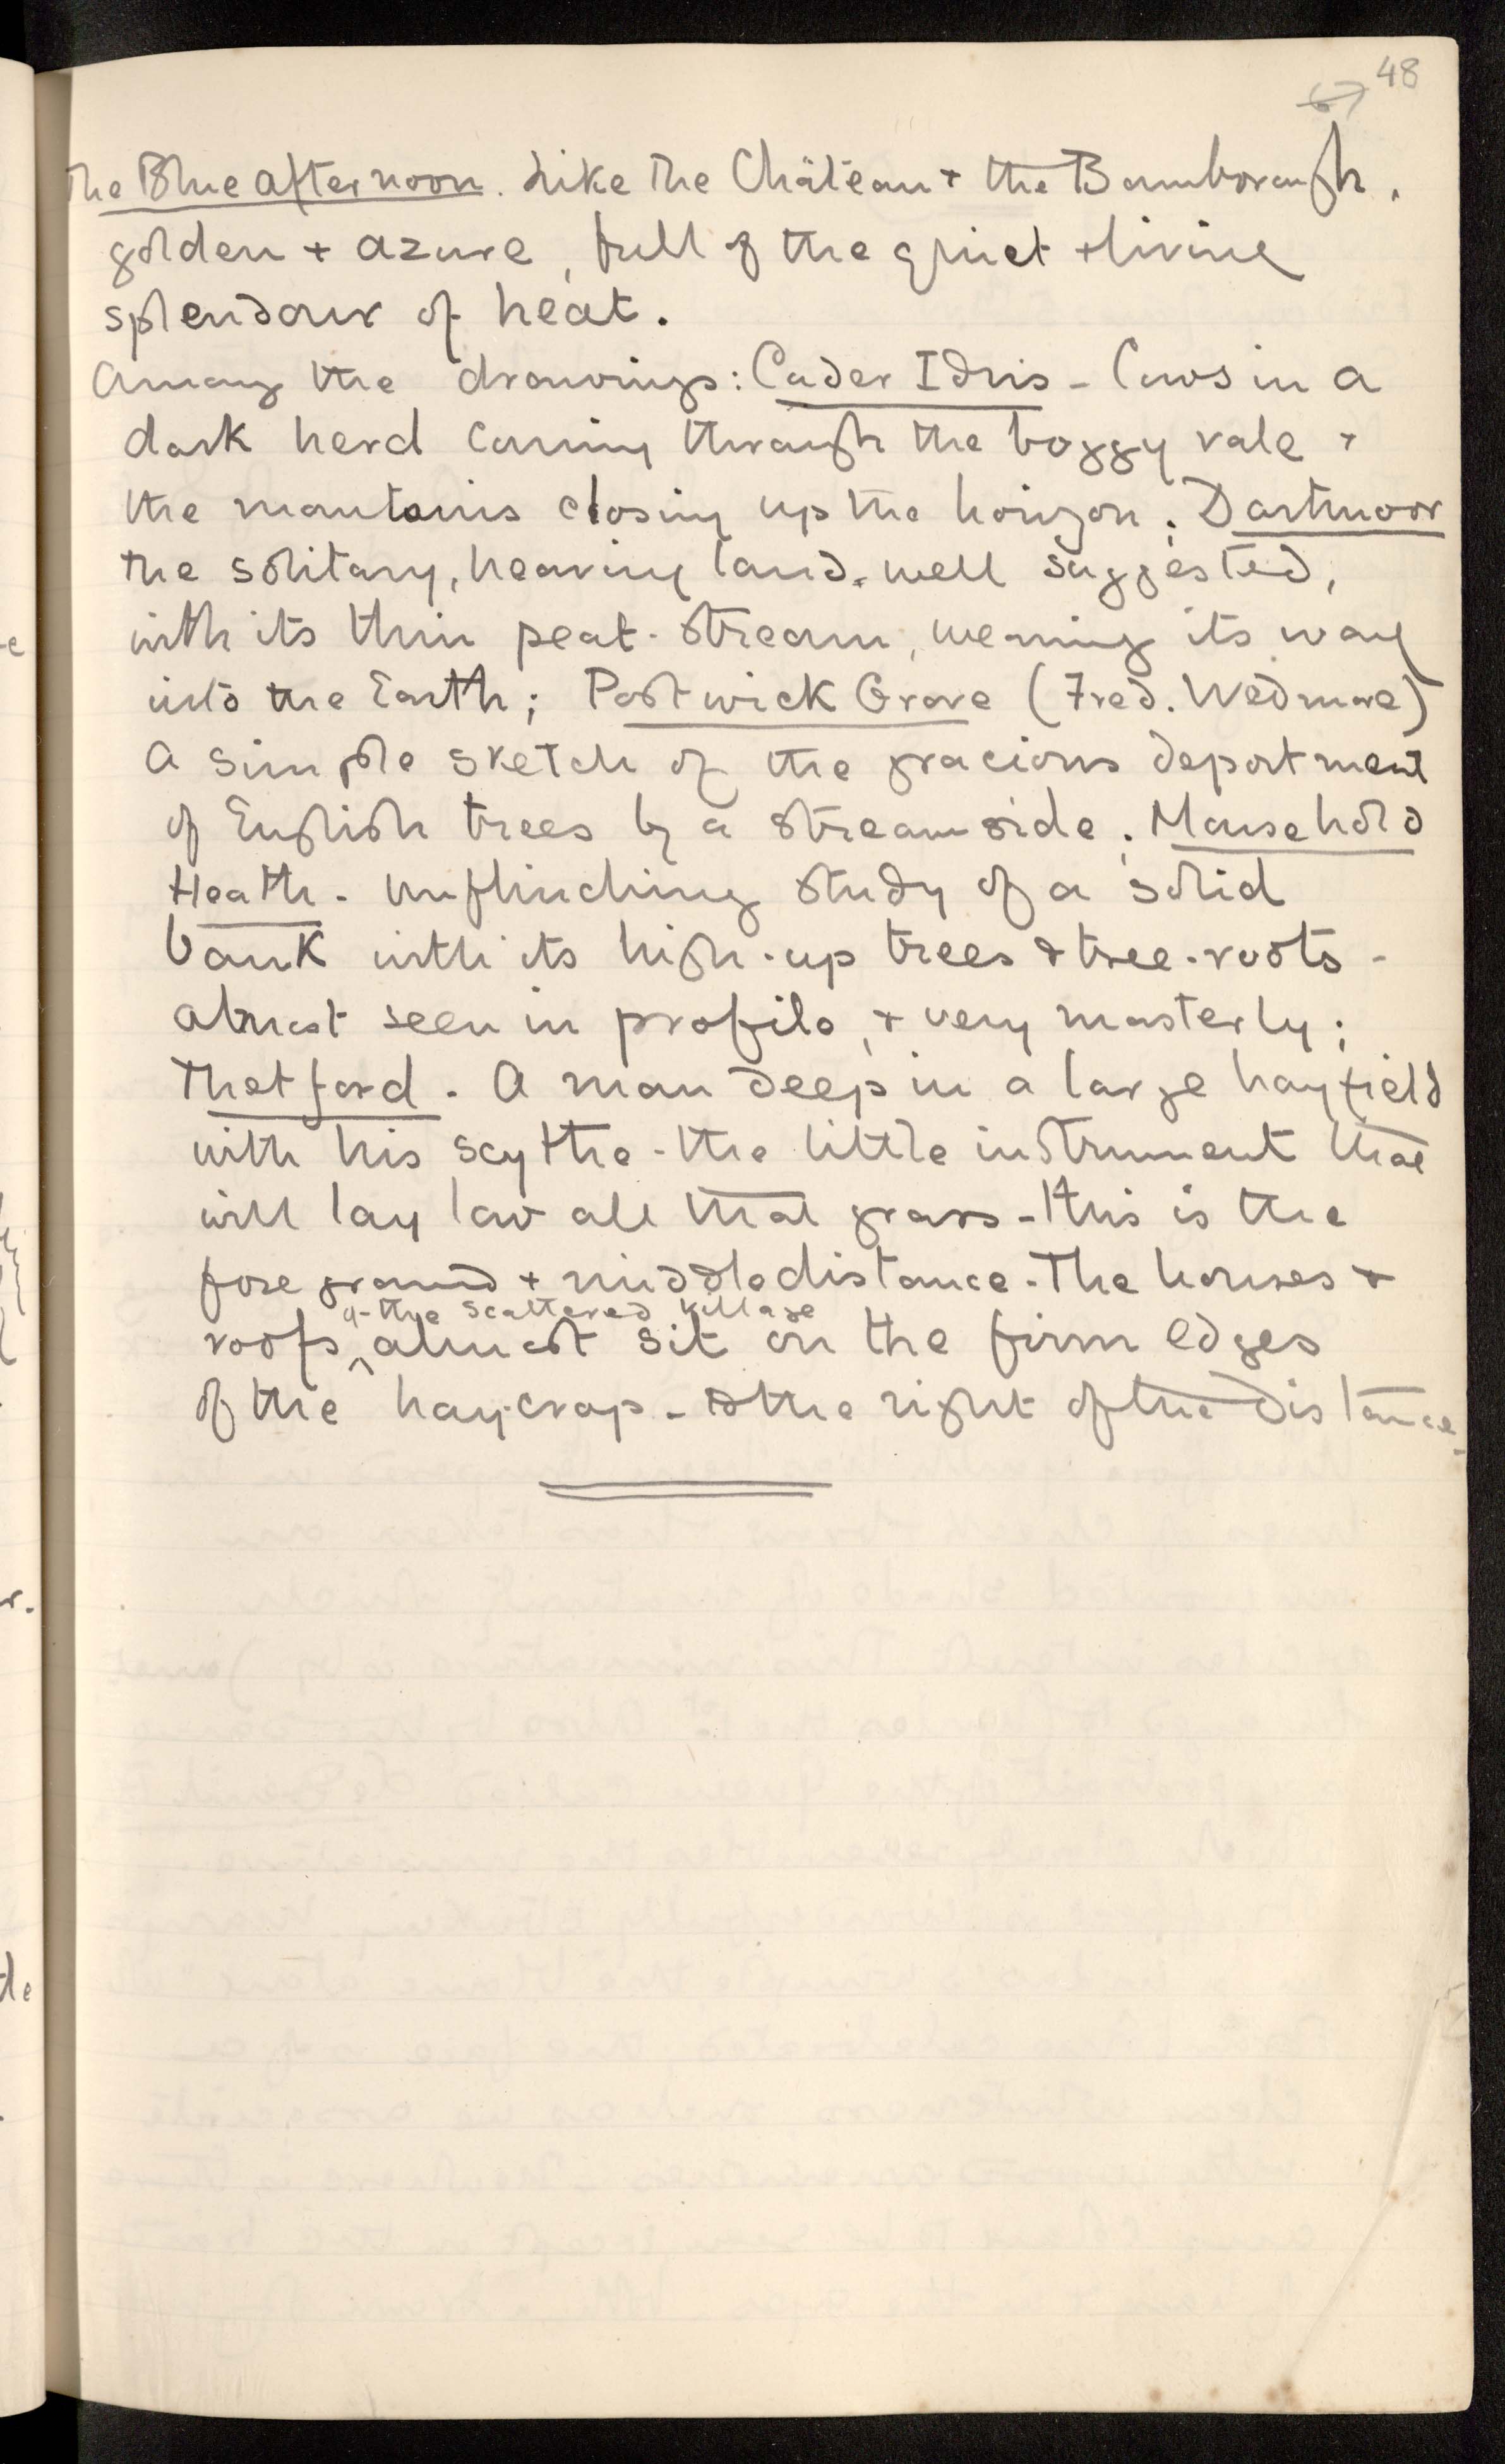 48
The Blue Afternoon. Like the Château + the Bamborough,
golden + azure, full of the quiet + living
splendour of heat.
Among the drawings: Cader Idris - Cows in a
dark herd coming through the boggy vale +
the mountains closing up the horizon; Dartmoor
the solitary, heaving land, well suggested,
with its thin peat-stream, its way
into the Earth; Postwick Grove (Fred. Wedmore)
A simple sketch of the gracious deportment
of English trees by a stream side; Mousehold
Heath. Unflinching study of a solid
bank with its high-up trees & tree-roots -
almost seen in profile, + very masterly;
Thetford. A man deep in a large hayfield
with his scythe - the little instrument that
will lay low all that grass - this is the
foreground + middle distance - The houses &
of the scattered village
roofs ^ almost sit on the firm edges
of the hay-crop - to the right of the distance.